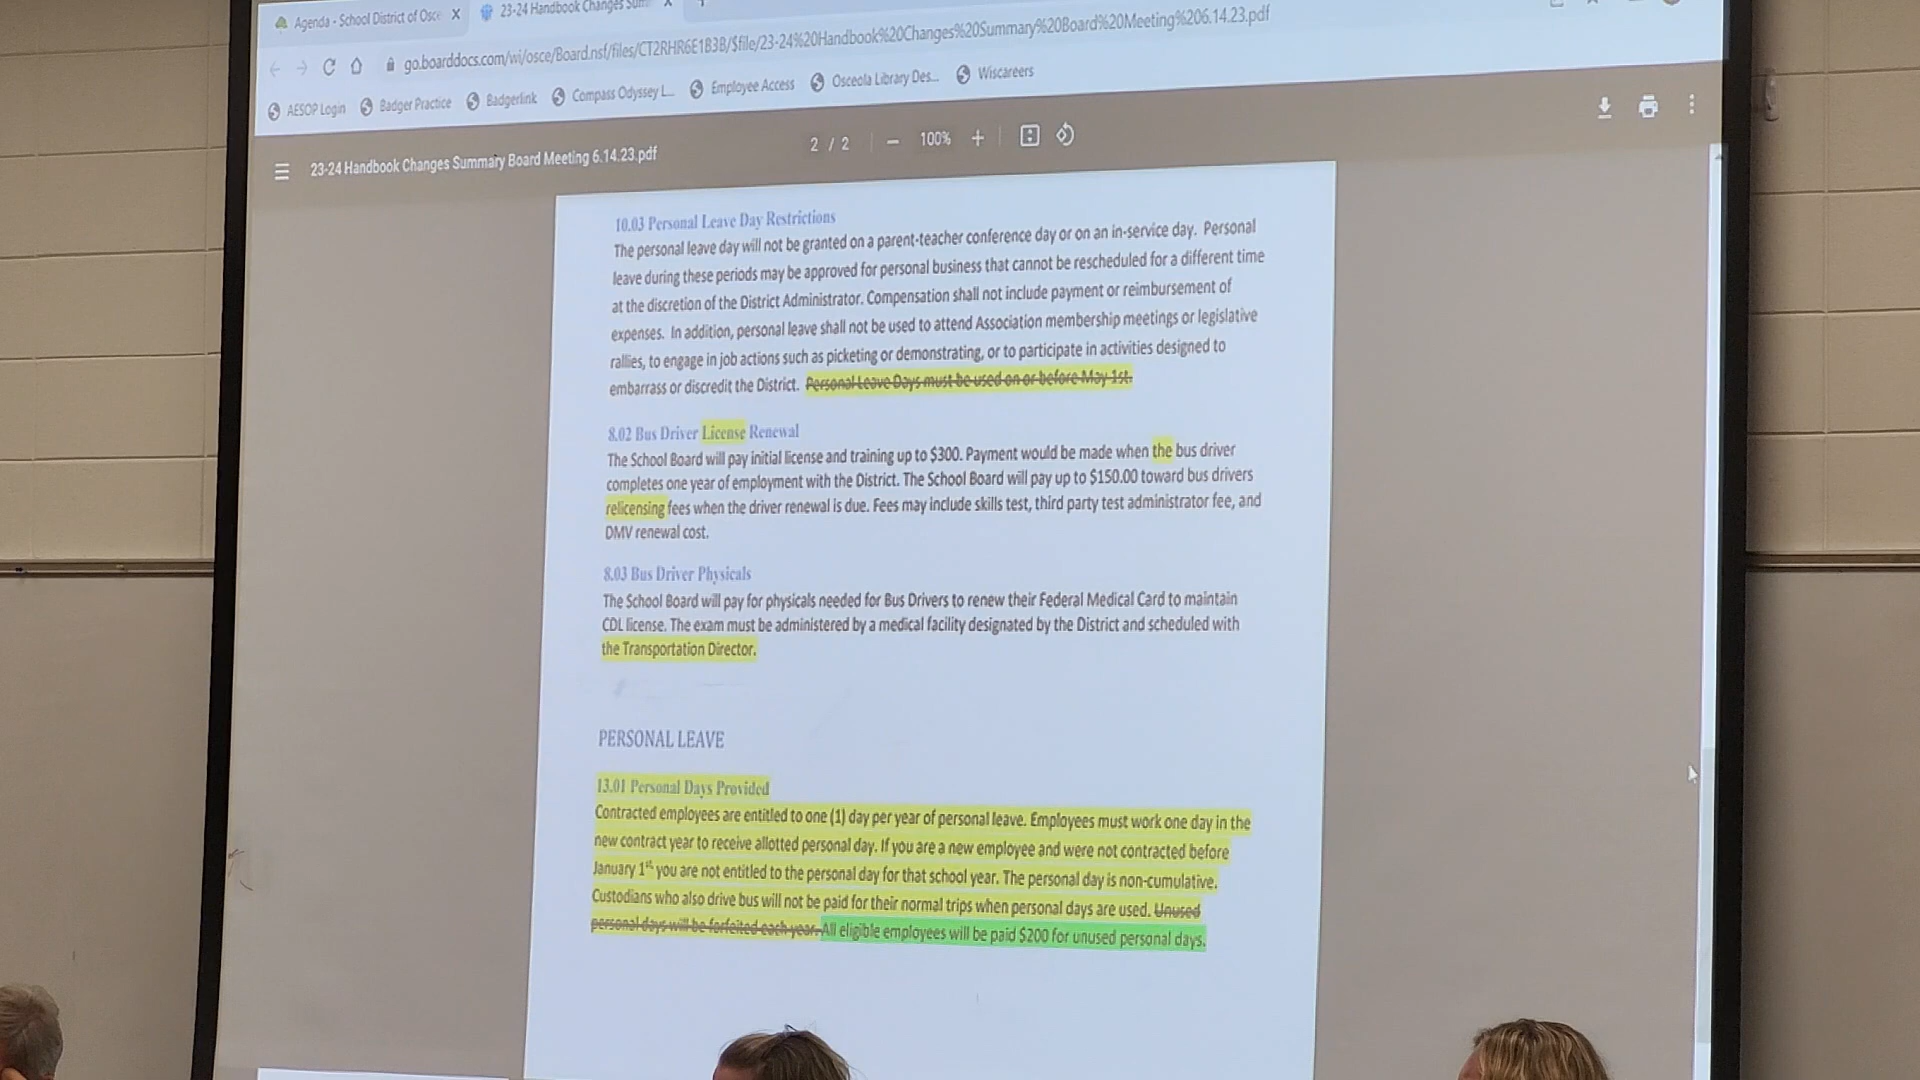 Agenda - School District of Osce X
23-24 Handbook Changes Sum X
go.boarddocs.com/wi/osce/Board.nsf/files/CT2RHR6E1B3B/$file/23-24%20Handbook%20Changes%20Summary%20Board%20Meeting%206.14.23.pdf
AESOP Login Badger Practice Badgerlink Compass Odyssey L... Employee Access Osceola Library Des... Wiscareers
23-24 Handbook Changes Summary Board Meeting 6.14.23.pdf 2 / 2 100%
10.03 Personal Leave Day Restrictions
The personal leave day will not be granted on a parent-teacher conference day or on an in-service day. Personal
leave during these periods may be approved for personal business that cannot be rescheduled for a different time
at the discretion of the District Administrator. Compensation shall not include payment or reimbursement of
expenses. In addition, personal leave shall not be used to attend Association membership meetings or legislative
rallies, to engage in job actions such as picketing or demonstrating, or to participate in activities designed to
embarrass or discredit the District. Personal Leave Days must be used on or before May 1st.
8.02 Bus Driver License Renewal
The School Board will pay initial license and training up to $300. Payment would be made when the bus driver
completes one year of employment with the District. The School Board will pay up to $150.00 toward bus drivers
relicensing fees when the driver renewal is due. Fees may include skills test, third party test administrator fee, and
DMV renewal cost.
8.03 Bus Driver Physicals
The School Board will pay for physicals needed for Bus Drivers to renew their Federal Medical Card to maintain
CDL license. The exam must be administered by a medical facility designated by the District and scheduled with
the Transportation Director.
PERSONAL LEAVE
13.01 Personal Days Provided
Contracted employees are entitled to one (1) day per year of personal leave. Employees must work one day in the
new contract year to receive allotted personal day. If you are a new employee and were not contracted before
January 1st you are not entitled to the personal day for that school year. The personal day is non-cumulative.
Custodians who also drive bus will not be paid for their normal trips when personal days are used. Unused
personal days will be forfeited each year. All eligible employees will be paid $200 for unused personal days.